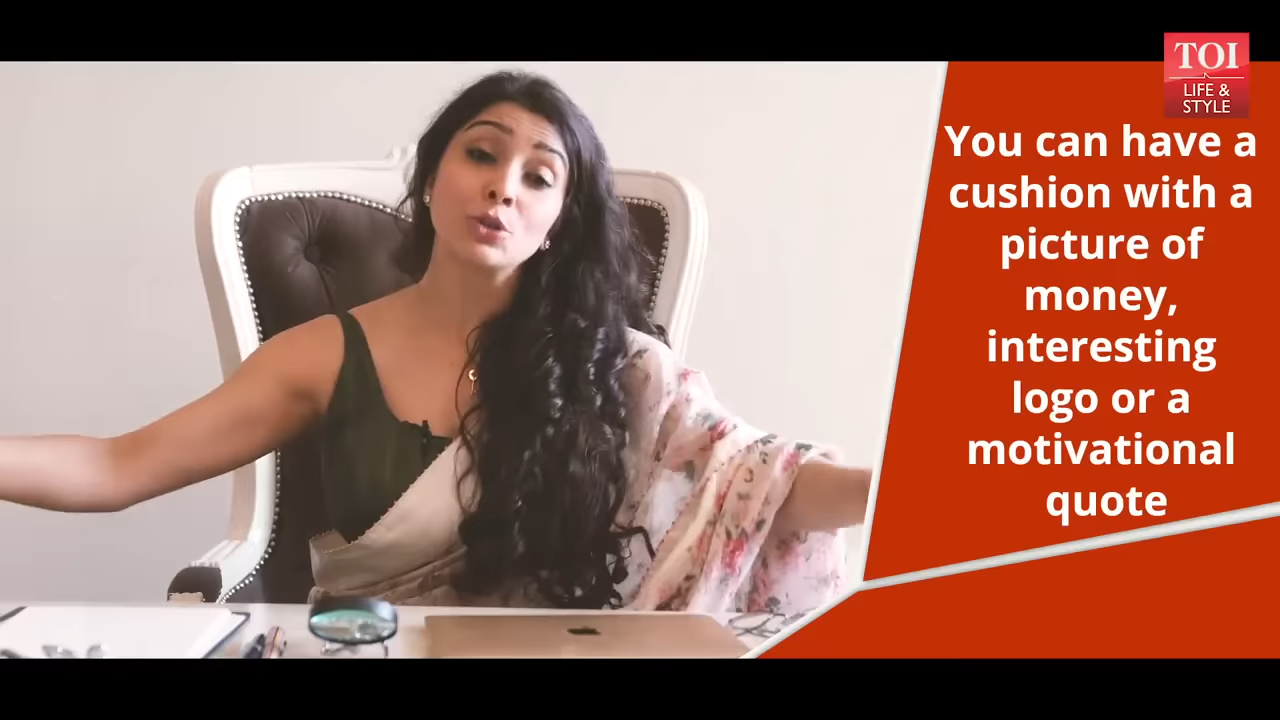 TOI
LIFE &
STYLE
You can have a
cushion with a
picture of
money,
interesting
logo or a
motivational
quote